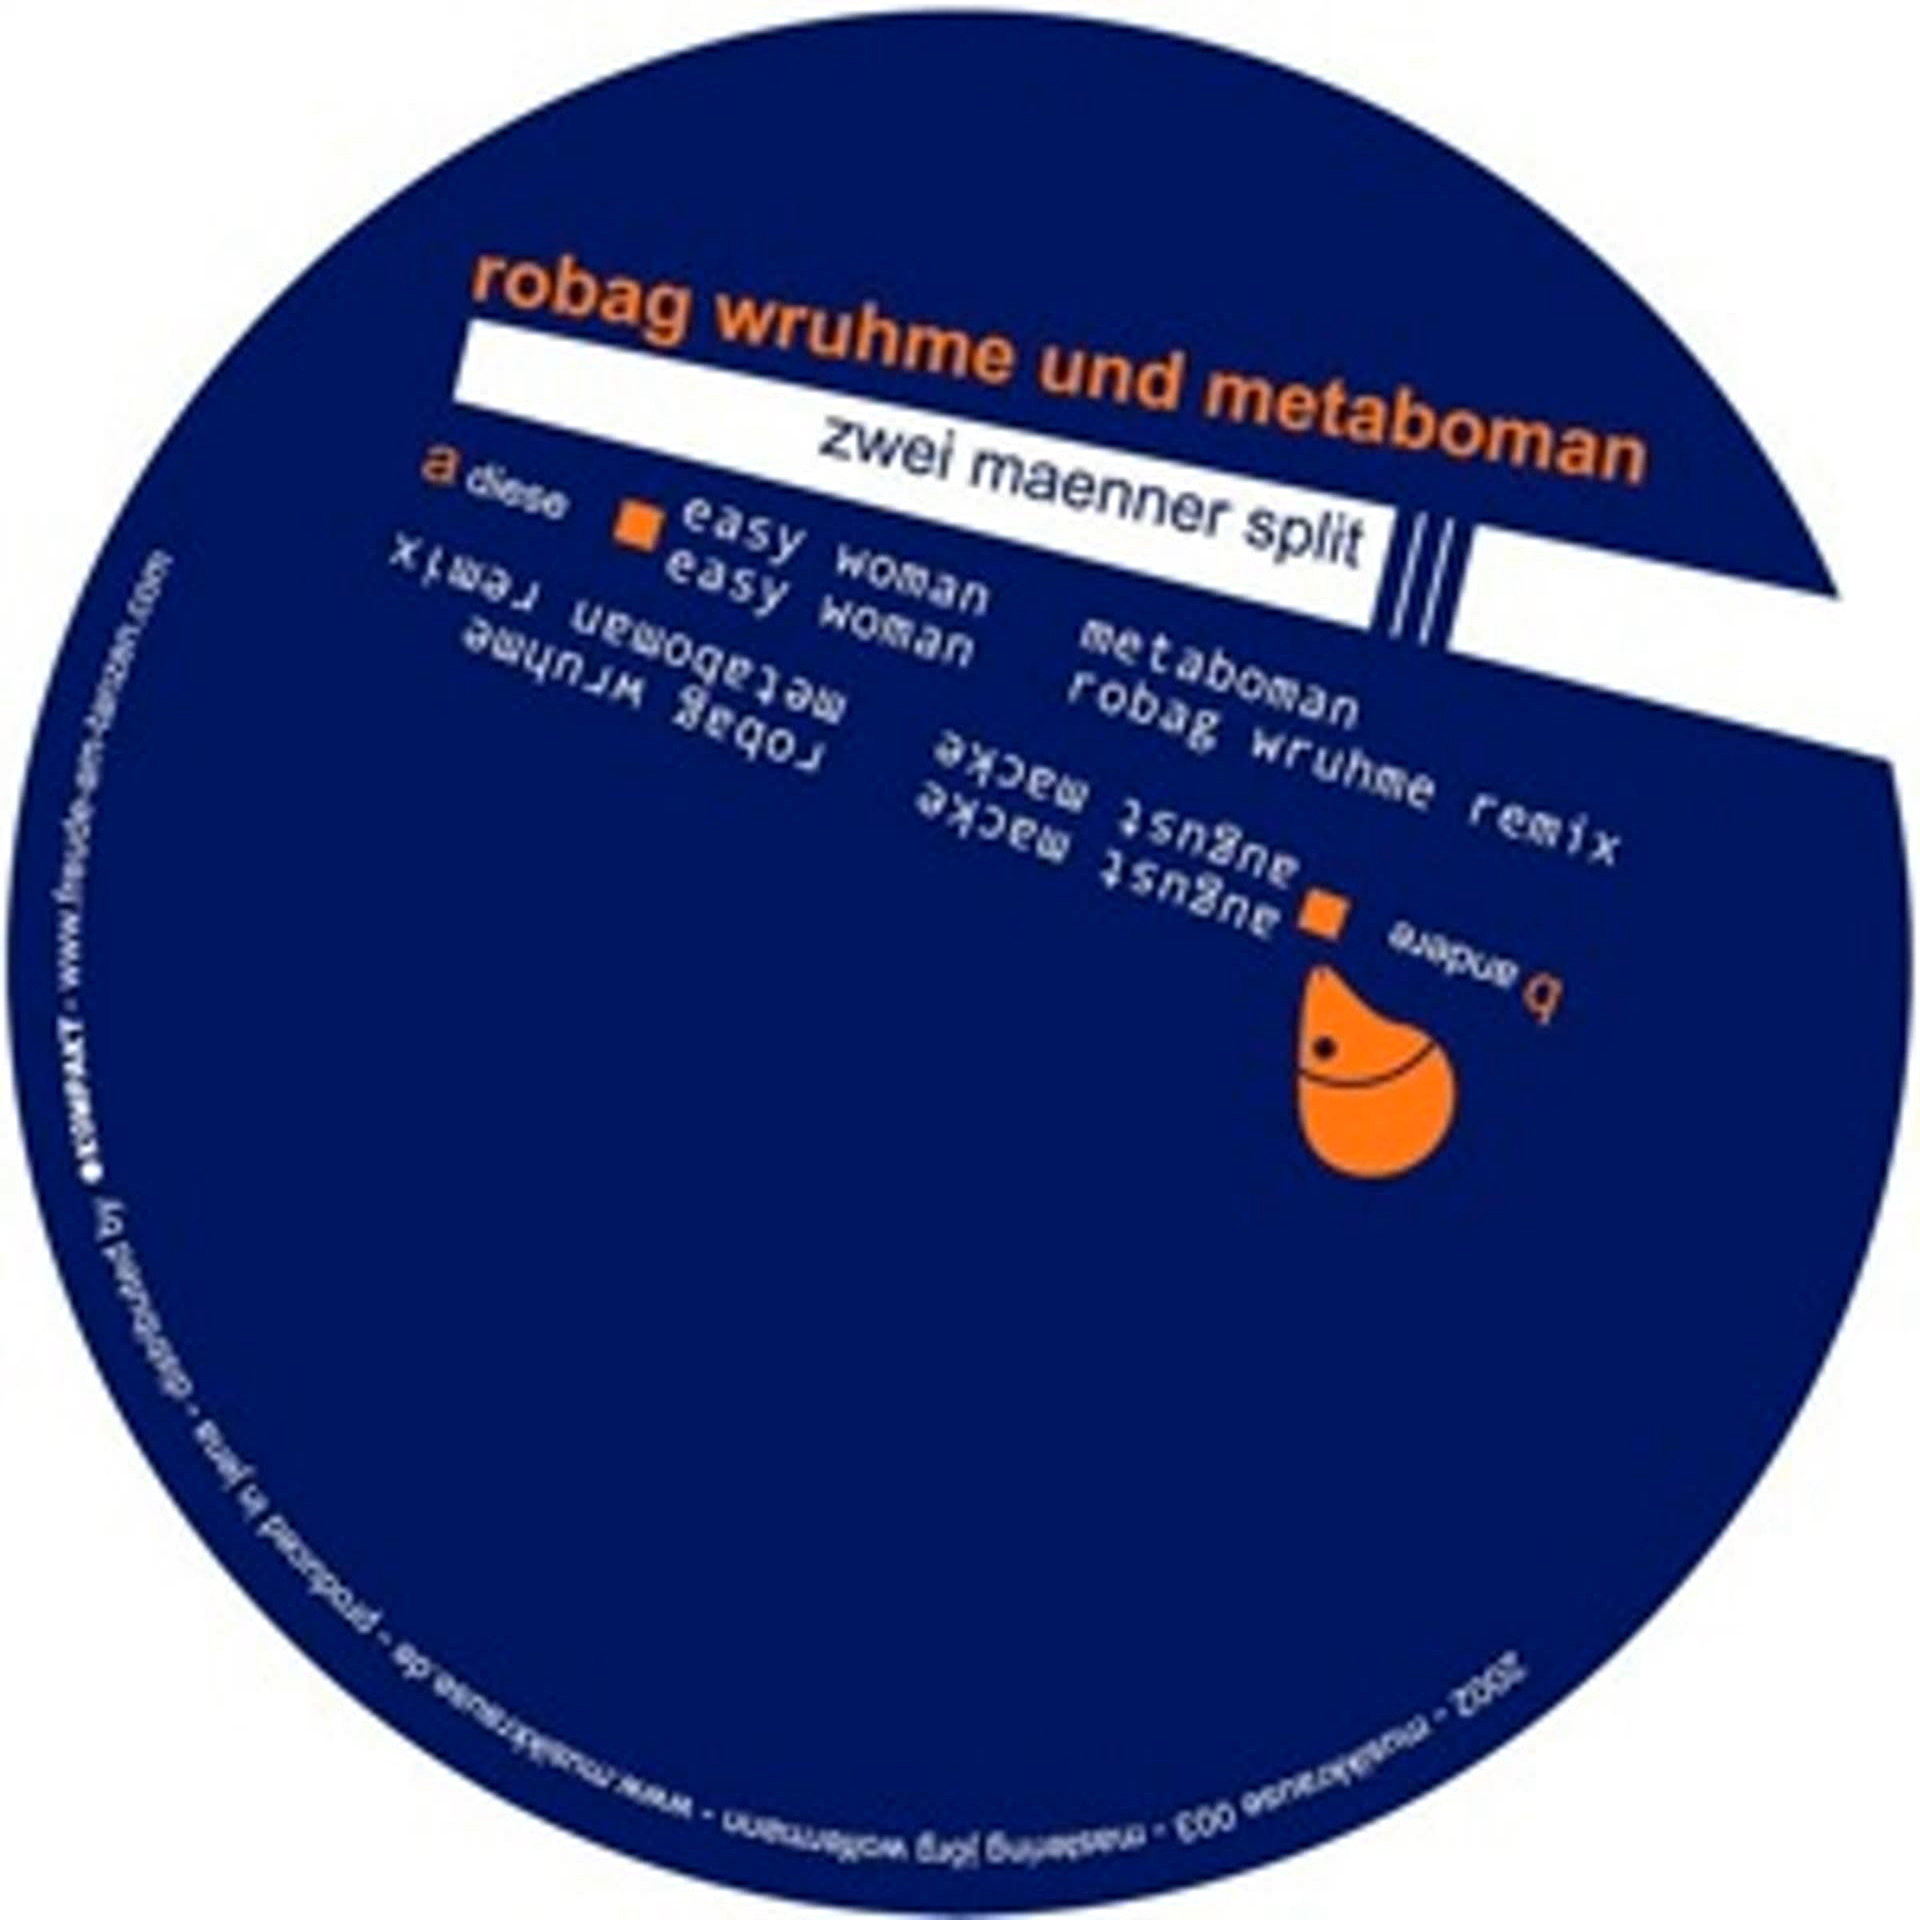 robag wruhme und metaboman
zwei maenner split
a diese
easy woman metaboman
easy woman robag wruhme remix
b andere
august macke robag wruhme
august macke metaboman remix
2002 - musikkrause 003 - mastering jörg wolfermann - www.musikkrause.de - produced in jena - distributed by KOMPAKT - www.freude-am-tanzen.com